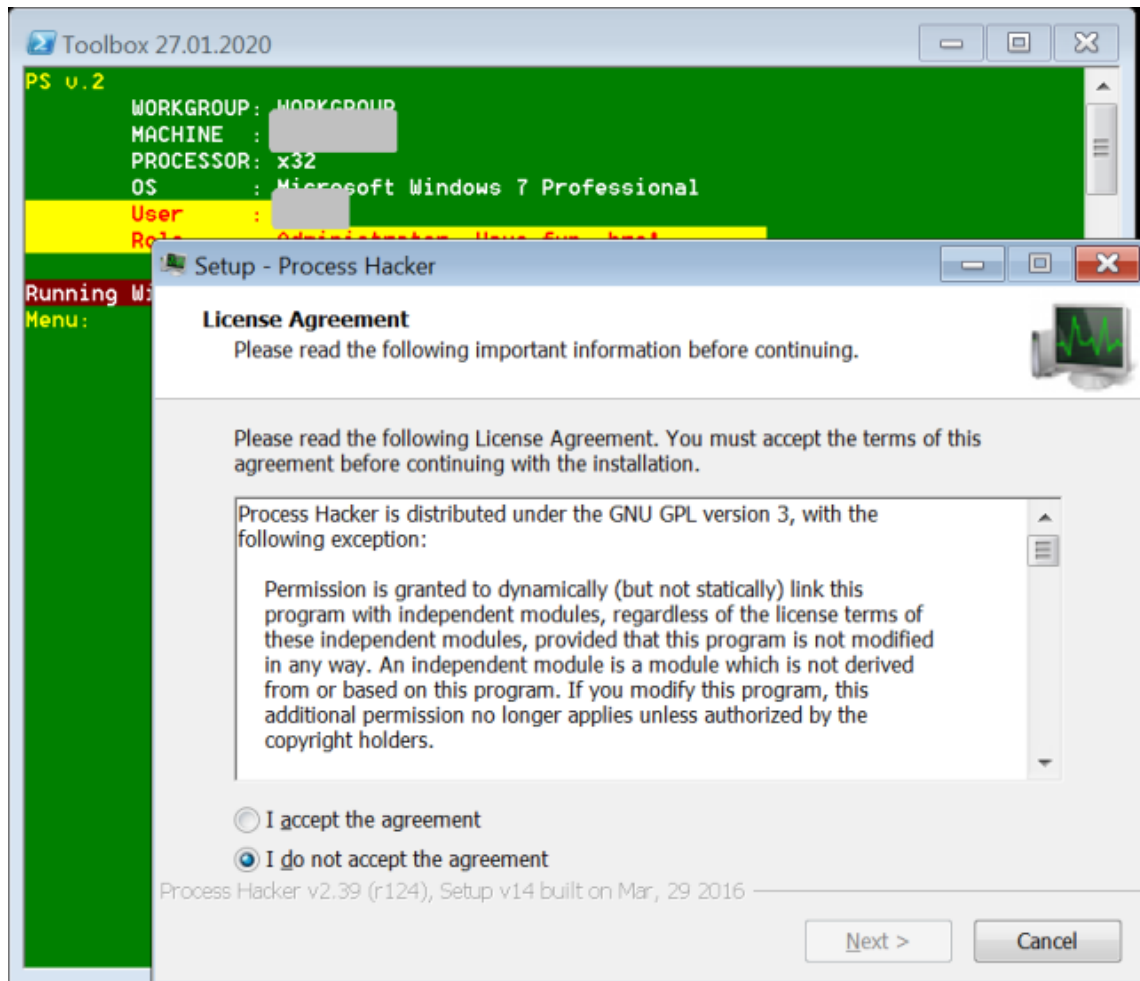 Toolbox 27.01.2020
PS v.2
WORKGROUP: WORKGROUP
MACHINE :
PROCESSOR: x32
OS : Microsoft Windows 7 Professional
User :
Role Administrator. Have fun, bro!
Setup - Process Hacker
Running Wi
Menu:
License Agreement
Please read the following important information before continuing.
Please read the following License Agreement. You must accept the terms of this
agreement before continuing with the installation.
Process Hacker is distributed under the GNU GPL version 3, with the
following exception:
Permission is granted to dynamically (but not statically) link this
program with independent modules, regardless of the license terms of
these independent modules, provided that this program is not modified
in any way. An independent module is a module which is not derived
from or based on this program. If you modify this program, this
additional permission no longer applies unless authorized by the
copyright holders.
I accept the agreement
I do not accept the agreement
Process Hacker v2.39 (r124), Setup v14 built on Mar, 29 2016
Next >
Cancel